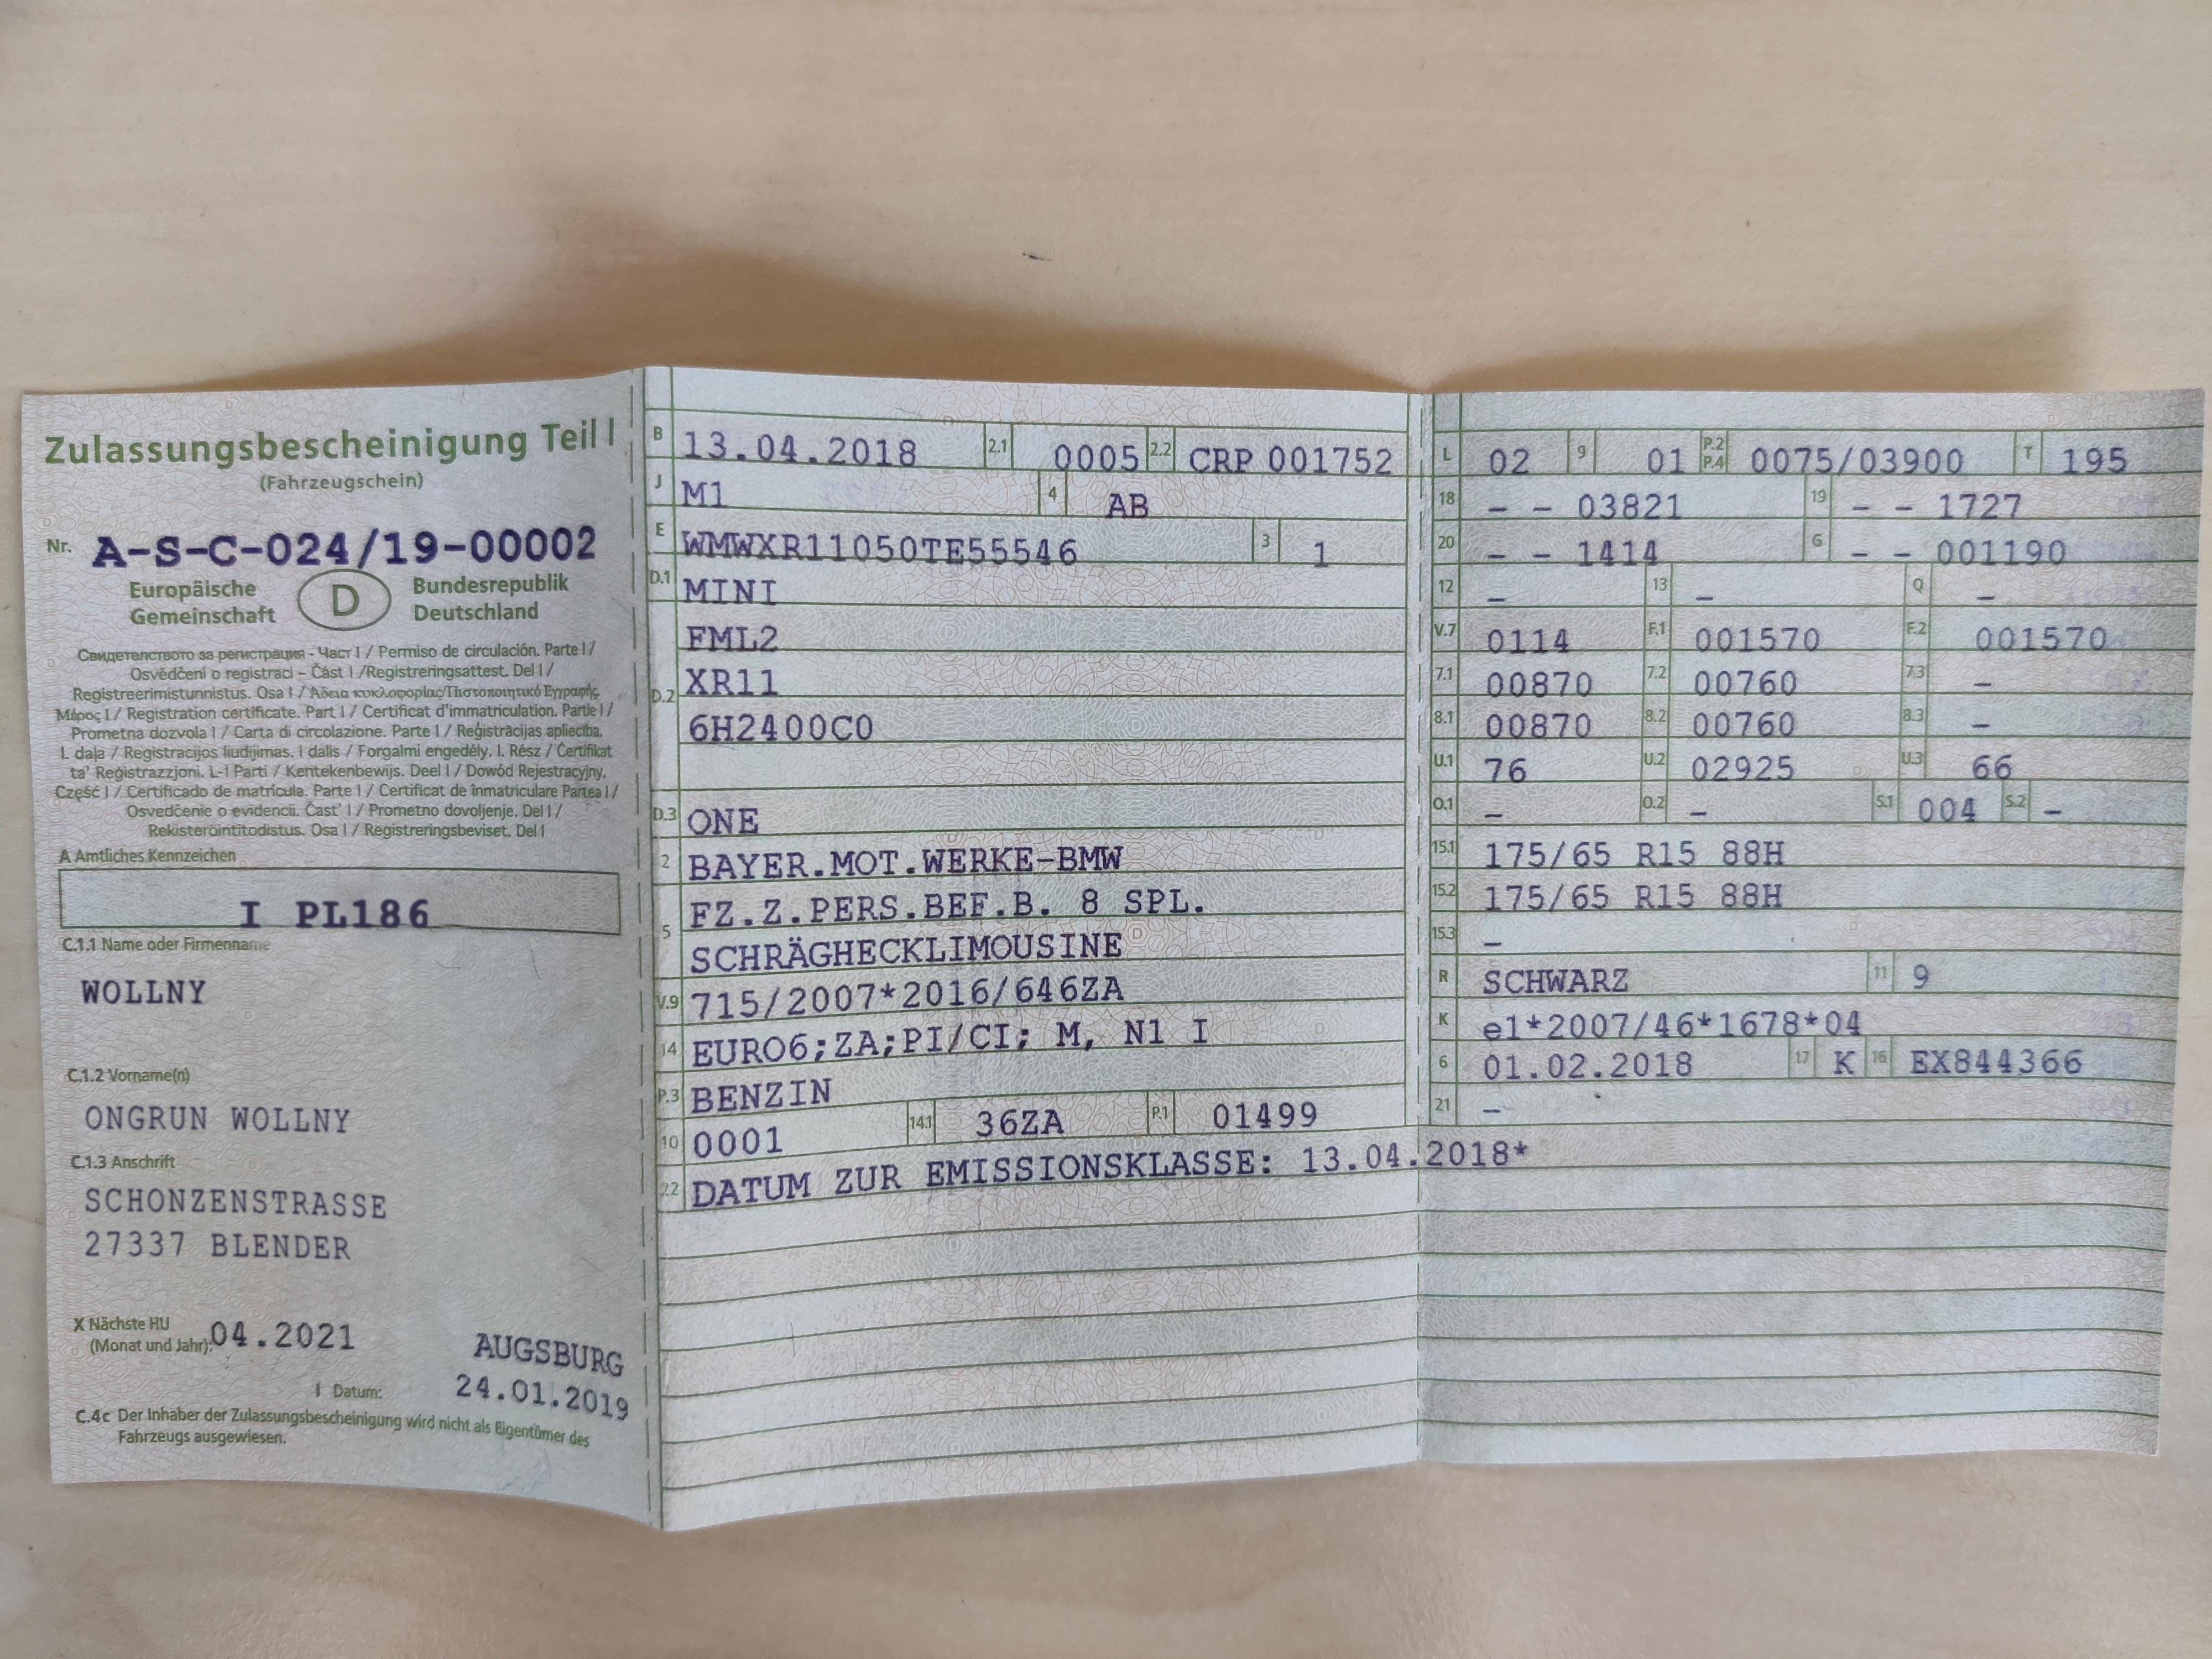 Zulassungsbescheinigung Teil I
(Fahrzeugschein)
Nr. A-S-C-024/19-00002
Europäische Gemeinschaft D Bundesrepublik Deutschland
Свидетелството за регистрация - Част I / Permiso de circulación. Parte I /
Osvědčení o registraci – Část I /Registreringsattest. Del I /
Registreerimistunnistus. Osa I / Άδεια κυκλοφορίας/Πιστοποιητικό Εγγραφής.
Μέρος I / Registration certificate. Part I / Certificat d'immatriculation. Partie I /
Prometna dozvola I / Carta di circolazione. Parte I / Reģistrācijas apliecība.
I. daļa / Registracijos liudijimas. I dalis / Forgalmi engedély. I. Rész / Ċertifikat
ta' Reġistrazzjoni. L-I Parti / Kentekenbewijs. Deel I / Dowód Rejestracyjny.
Część I / Certificado de matrícula. Parte I / Certificat de înmatriculare Partea I /
Osvedčenie o evidencii. Časť I / Prometno dovoljenje. Del I /
Rekisteröintitodistus. Osa I / Registreringsbeviset. Del I
A Amtliches Kennzeichen
I PL186
C.1.1 Name oder Firmenname
WOLLNY
C.1.2 Vorname(n)
ONGRUN WOLLNY
C.1.3 Anschrift
SCHONZENSTRASSE
27337 BLENDER
X Nächste HU
(Monat und Jahr): 04.2021
AUGSBURG
I Datum: 24.01.2019
C.4c Der Inhaber der Zulassungsbescheinigung wird nicht als Eigentümer des
Fahrzeugs ausgewiesen.
B 13.04.2018 2.1 0005 2.2 CRP 001752
J M1 4 AB
E WMWXR11050TE55546 3 1
D.1 MINI
FML2
D.2 XR11
6H2400C0
D.3 ONE
2 BAYER.MOT.WERKE-BMW
5 FZ.Z.PERS.BEF.B. 8 SPL.
SCHRÄGHECKLIMOUSINE
V.9 715/2007*2016/646ZA
14 EURO6;ZA;PI/CI; M, N1 I
P.3 BENZIN
10 0001 14.1 36ZA P.1 01499
22 DATUM ZUR EMISSIONSKLASSE: 13.04.2018*
L 02 9 01 P.2 P.4 0075/03900 T 195
18 – – 03821 19 – – 1727
20 – – 1414 G – – 001190
12 – 13 – Q –
V.7 0114 F.1 001570 F.2 001570
7.1 00870 7.2 00760 7.3 –
8.1 00870 8.2 00760 8.3 –
U.1 76 U.2 02925 U.3 66
O.1 – O.2 – S.1 004 S.2 –
15.1 175/65 R15 88H
15.2 175/65 R15 88H
15.3 –
R SCHWARZ 11 9
K e1*2007/46*1678*04
6 01.02.2018 17 K 16 EX844366
21 –